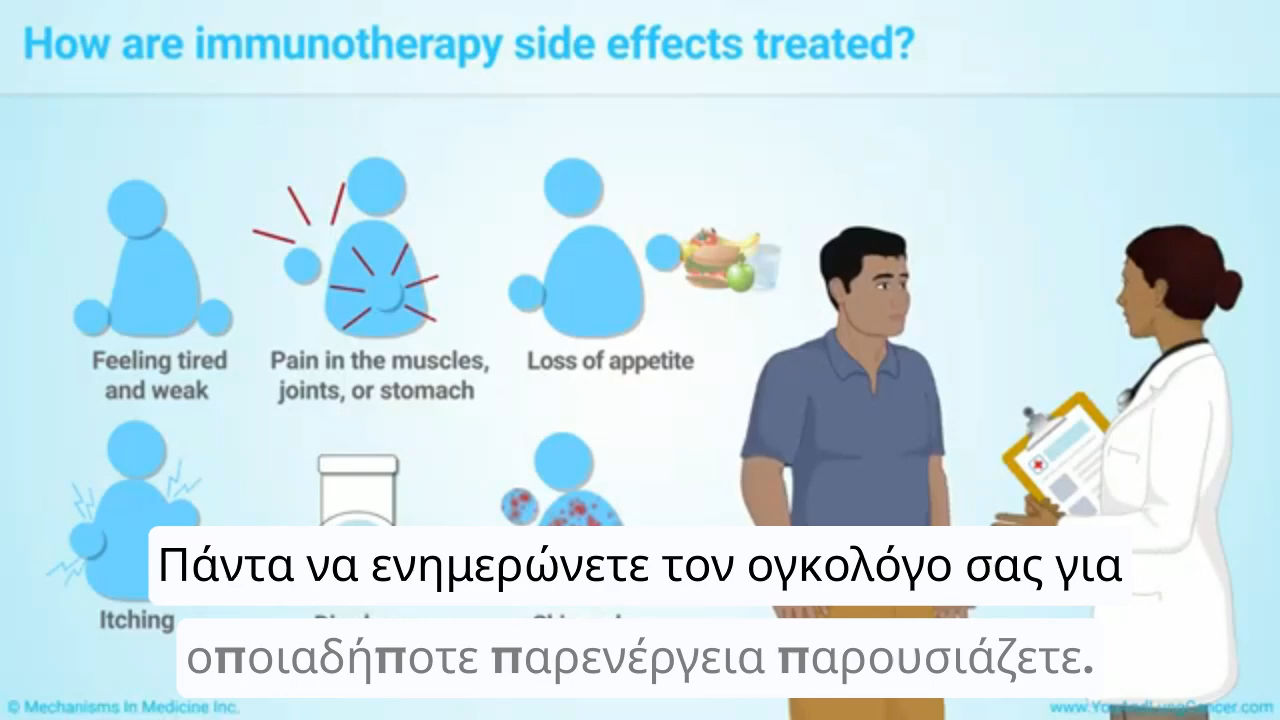 How are immunotherapy side effects treated?
Feeling tired
and weak
Pain in the muscles,
joints, or stomach
Loss of appetite
Itching
Πάντα να ενημερώνετε τον ογκολόγο σας για
οποιαδήποτε παρενέργεια παρουσιάζετε.
© Mechanisms In Medicine Inc.